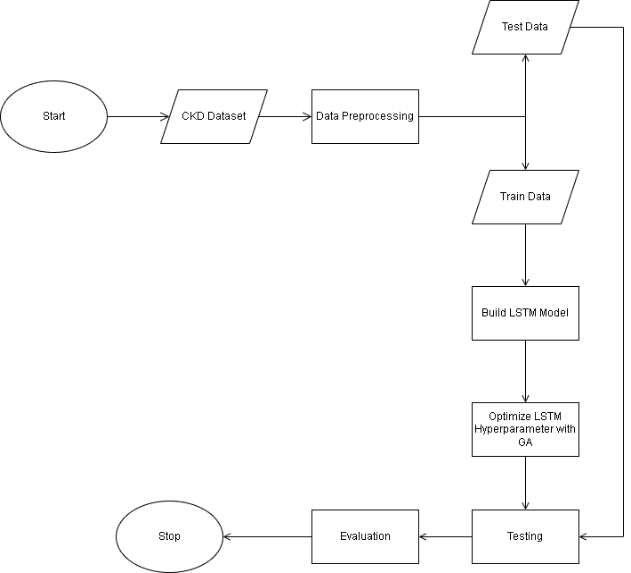 Test Data
Start
CKD Dataset
Data Preprocessing
Train Data
Build LSTM Model
Optimize LSTM
Hyperparameter with
GA
Stop
Evaluation
Testing